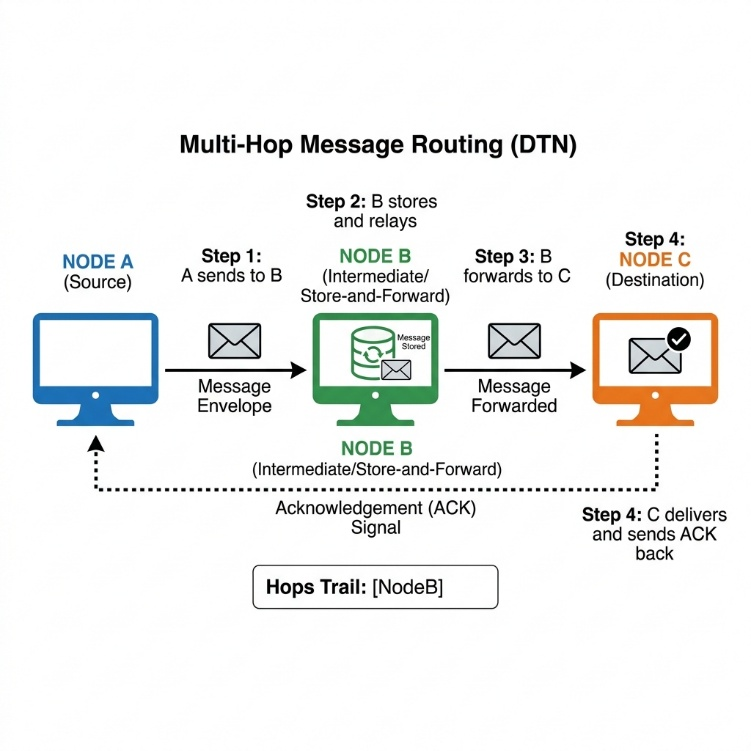 Multi-Hop Message Routing (DTN)
Step 2: B stores
and relays
NODE A
(Source)
Step 1:
A sends to B
NODE B
(Intermediate/
Store-and-Forward)
Step 3: B
forwards to C
Step 4:
NODE C
(Destination)
Message
Stored
Message
Envelope
Message
Forwarded
NODE B
(Intermediate/Store-and-Forward)
Acknowledgement (ACK)
Signal
Step 4: C delivers
and sends ACK
back
Hops Trail: [NodeB]